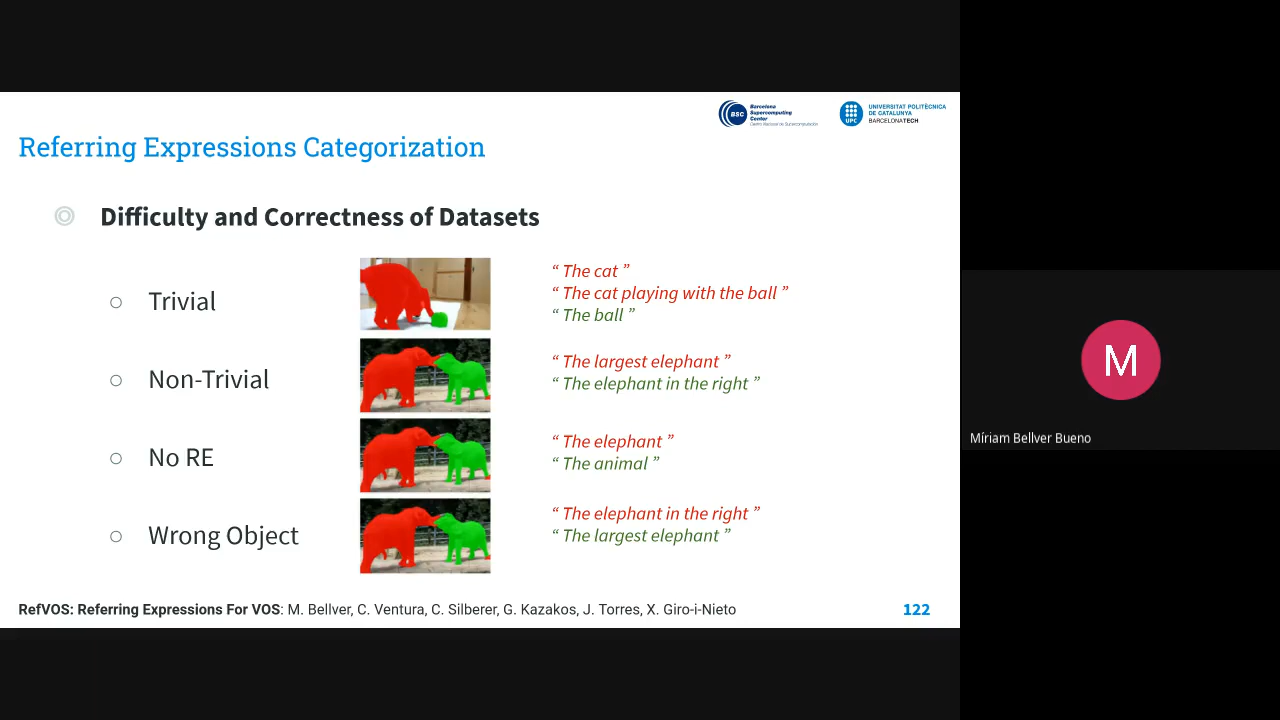 BSC
Barcelona
Supercomputing
Center
Centro Nacional de Supercomputación
UPC
UNIVERSITAT POLITÈCNICA
DE CATALUNYA
BARCELONATECH
Referring Expressions Categorization
Difficulty and Correctness of Datasets
Trivial
“ The cat ”
“ The cat playing with the ball ”
“ The ball ”
Non-Trivial
“ The largest elephant ”
“ The elephant in the right ”
No RE
“ The elephant ”
“ The animal ”
Wrong Object
“ The elephant in the right ”
“ The largest elephant ”
RefVOS: Referring Expressions For VOS: M. Bellver, C. Ventura, C. Silberer, G. Kazakos, J. Torres, X. Giro-i-Nieto
122
M
Míriam Bellver Bueno